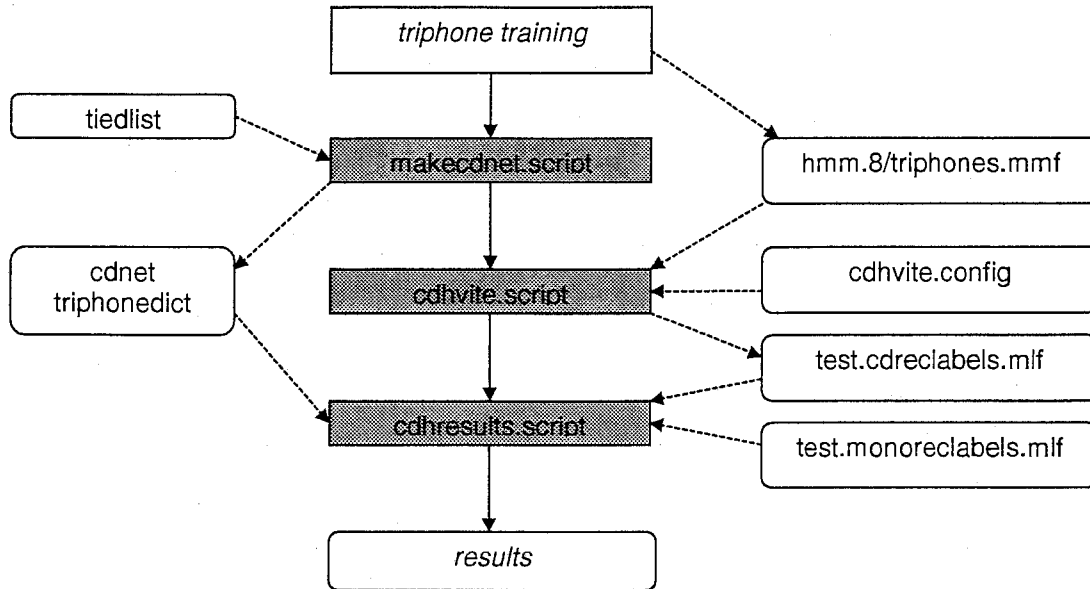 triphone training
tiedlist
makecdnet.script
hmm.8/triphones.mmf
cdnet
triphonedict
cdhvite.script
cdhvite.config
test.cdreclabels.mlf
cdhresults.script
test.monoreclabels.mlf
results